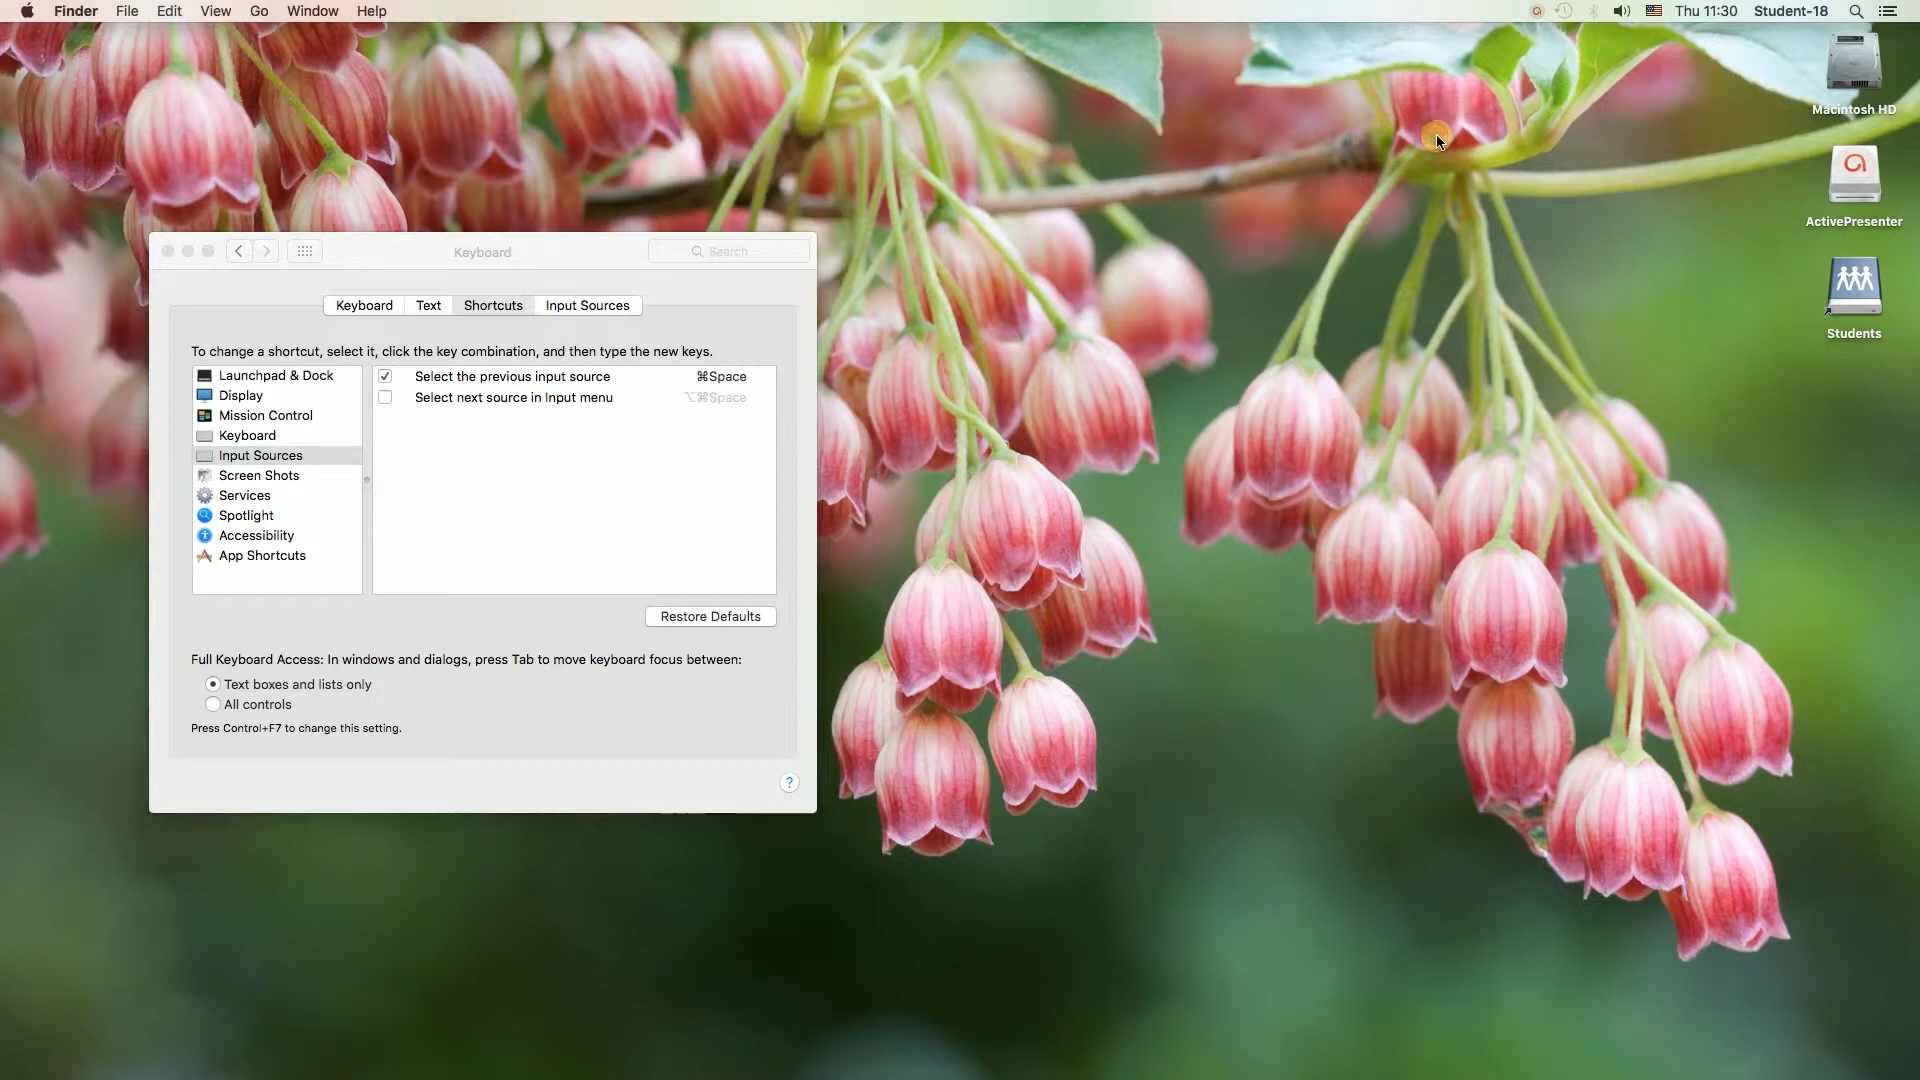 Finder File Edit View Go Window Help
Thu 11:30 Student-18
Macintosh HD
ActivePresenter
Students
Keyboard
Search
Keyboard Text Shortcuts Input Sources
To change a shortcut, select it, click the key combination, and then type the new keys.
Launchpad & Dock
Display
Mission Control
Keyboard
Input Sources
Screen Shots
Services
Spotlight
Accessibility
App Shortcuts
Select the previous input source ⌘Space
Select next source in Input menu ⌥⌘Space
Restore Defaults
Full Keyboard Access: In windows and dialogs, press Tab to move keyboard focus between:
Text boxes and lists only
All controls
Press Control+F7 to change this setting.
?